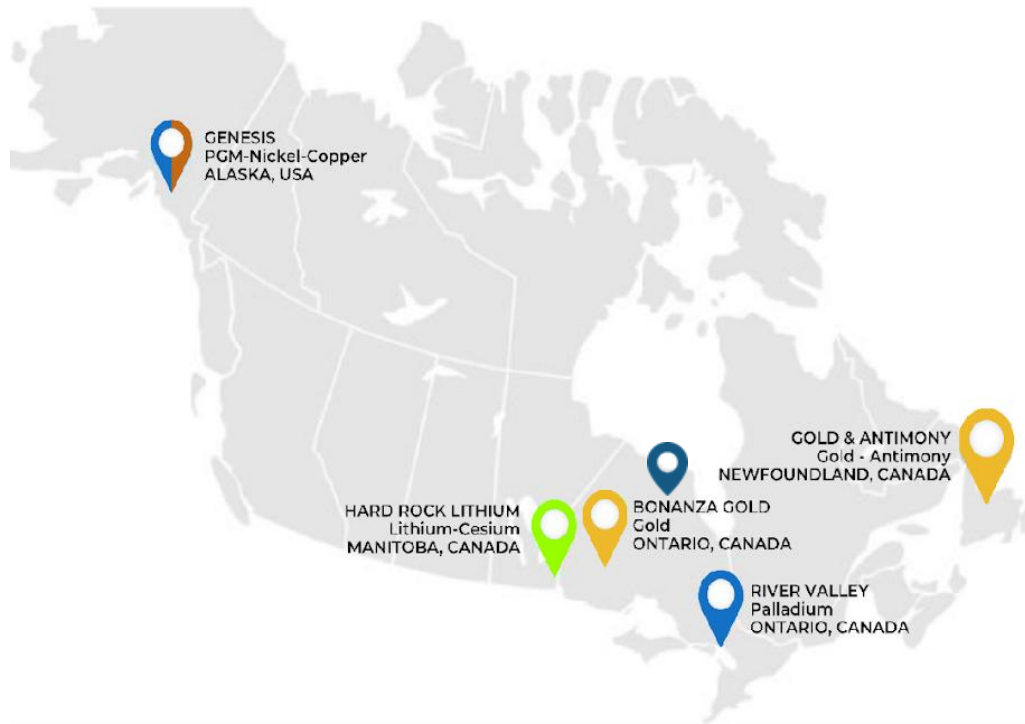 GENESIS
PGM-Nickel-Copper
ALASKA, USA
GOLD & ANTIMONY
Gold - Antimony
NEWFOUNDLAND, CANADA
HARD ROCK LITHIUM
Lithium-Cesium
MANITOBA, CANADA
BONANZA GOLD
Gold
ONTARIO, CANADA
RIVER VALLEY
Palladium
ONTARIO, CANADA